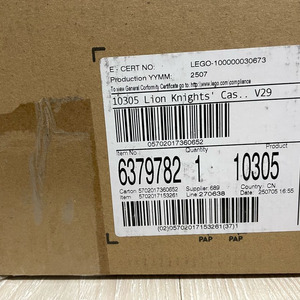 E - CERT NO: LEGO-100000030673
Production YYMM: 2507
To view General Conformity Certificate go to: http://www.lego.com/compliance
10305 Lion Knights' Cas.. V29
05702017360652
Item No Quantity Product
6379782 1 10305
Carton 5702017360652 Supplier: 689 Country: CN
Item 5702017153261 Line: 270638 250705 16:55
(02)05702017153261(37)1
PAP PAP